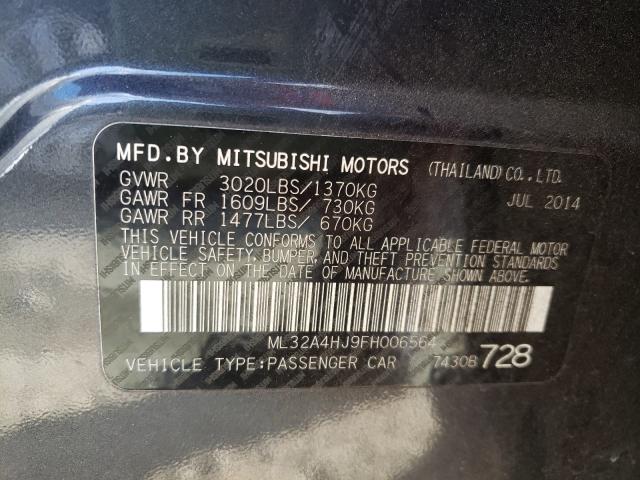 MFD.BY MITSUBISHI MOTORS (THAILAND) CO.,LTD.
GVWR 3020LBS/1370KG JUL 2014
GAWR FR 1609LBS/ 730KG
GAWR RR 1477LBS/ 670KG
THIS VEHICLE CONFORMS TO ALL APPLICABLE FEDERAL MOTOR
VEHICLE SAFETY, BUMPER, AND THEFT PREVENTION STANDARDS
IN EFFECT ON THE DATE OF MANUFACTURE SHOWN ABOVE.
ML32A4HJ9FH006564
VEHICLE TYPE:PASSENGER CAR 7430B 728